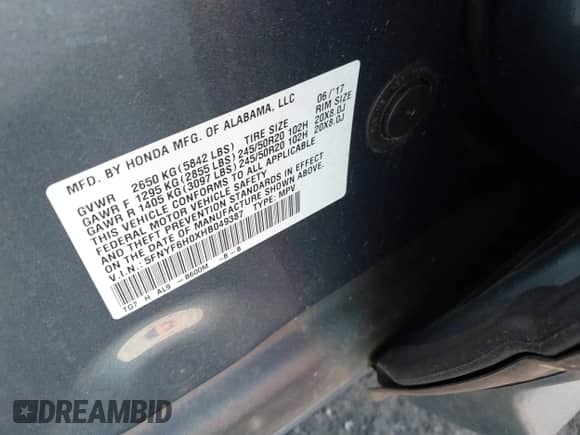 MFD. BY HONDA MFG. OF ALABAMA, LLC 06/'17
GVWR 2650 KG (5842 LBS) TIRE SIZE RIM SIZE
GAWR F 1295 KG (2855 LBS) 245/50R20 102H 20X8.0J
GAWR R 1405 KG (3097 LBS) 245/50R20 102H 20X8.0J
THIS VEHICLE CONFORMS TO ALL APPLICABLE
FEDERAL MOTOR VEHICLE SAFETY
AND THEFT PREVENTION STANDARDS IN EFFECT
ON THE DATE OF MANUFACTURE SHOWN ABOVE.
V.I.N.: 5FNYF6H0XHB049387 TYPE: MPV
TG7 H AL9 - B600M -B - B
DREAMBID